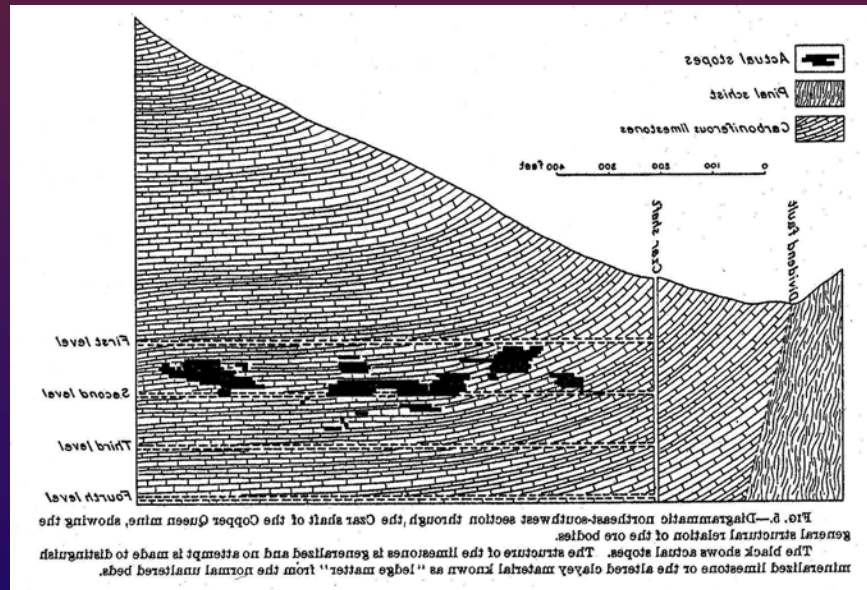 Actual stopes
Pinal schist
Carboniferous limestones
0 100 200 300 400 feet
Czar shaft
Dividend fault
First level
Second level
Third level
Fourth level
FIG. 5.—Diagrammatic northeast-southwest section through the Czar shaft of the Copper Queen mine, showing the
general structural relation of the ore bodies.
The black shows actual stopes. The structure of the limestones is generalized and no attempt is made to distinguish
mineralized limestone or the altered clayey material known as "ledge matter" from the normal unaltered beds.